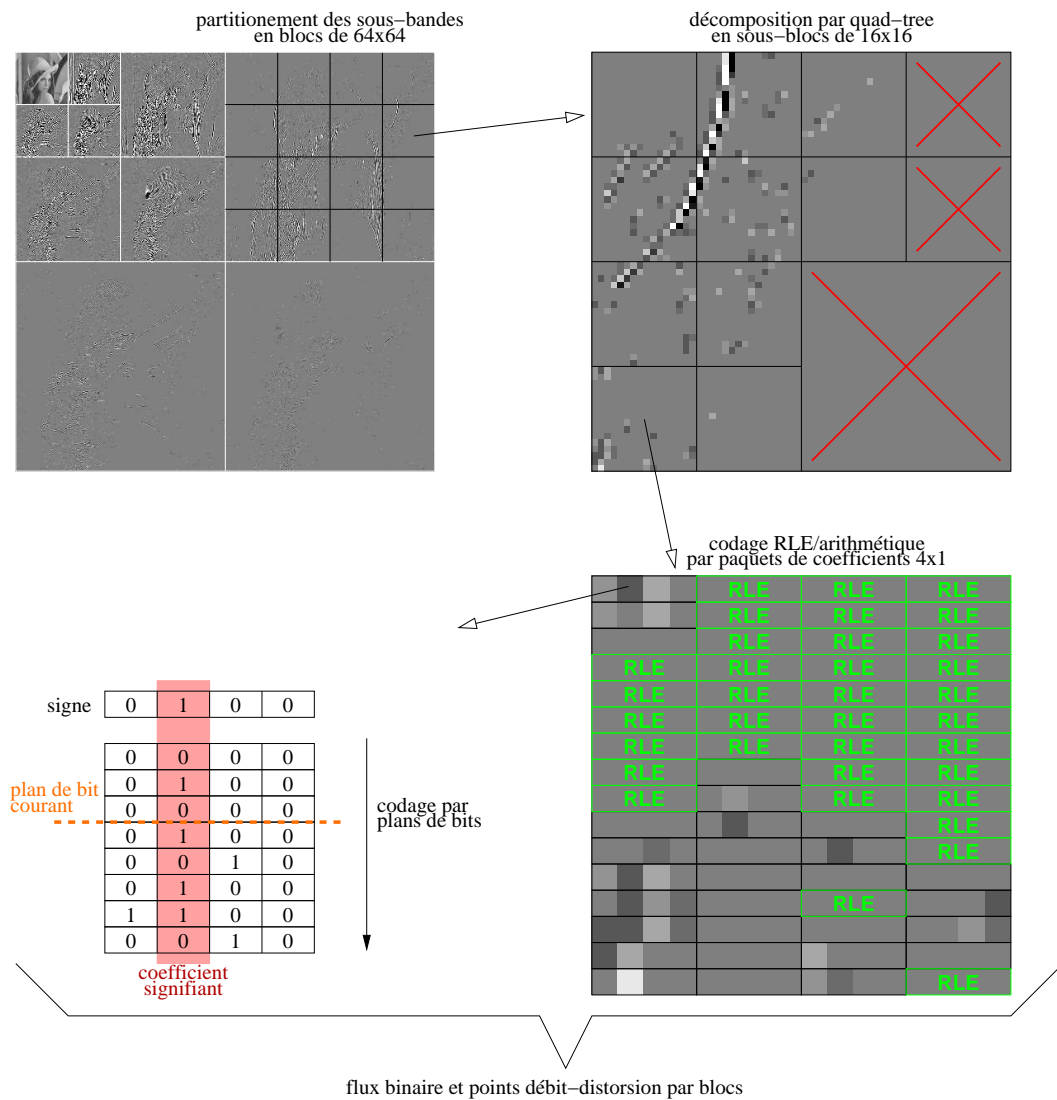 partitionement des sous−bandes
en blocs de 64x64
décomposition par quad−tree
en sous−blocs de 16x16
codage RLE/arithmétique
par paquets de coefficients 4x1
RLE RLE RLE
RLE RLE RLE
RLE RLE RLE
RLE RLE RLE RLE
RLE RLE RLE RLE
RLE RLE RLE RLE
RLE RLE RLE RLE
RLE RLE RLE
RLE RLE RLE
RLE
RLE
RLE
RLE
signe 0 1 0 0
0 0 0 0
0 1 0 0
0 0 0 0
0 1 0 0
0 0 1 0
0 1 0 0
1 1 0 0
0 0 1 0
plan de bit
courant
codage par
plans de bits
coefficient
signifiant
flux binaire et points débit−distorsion par blocs